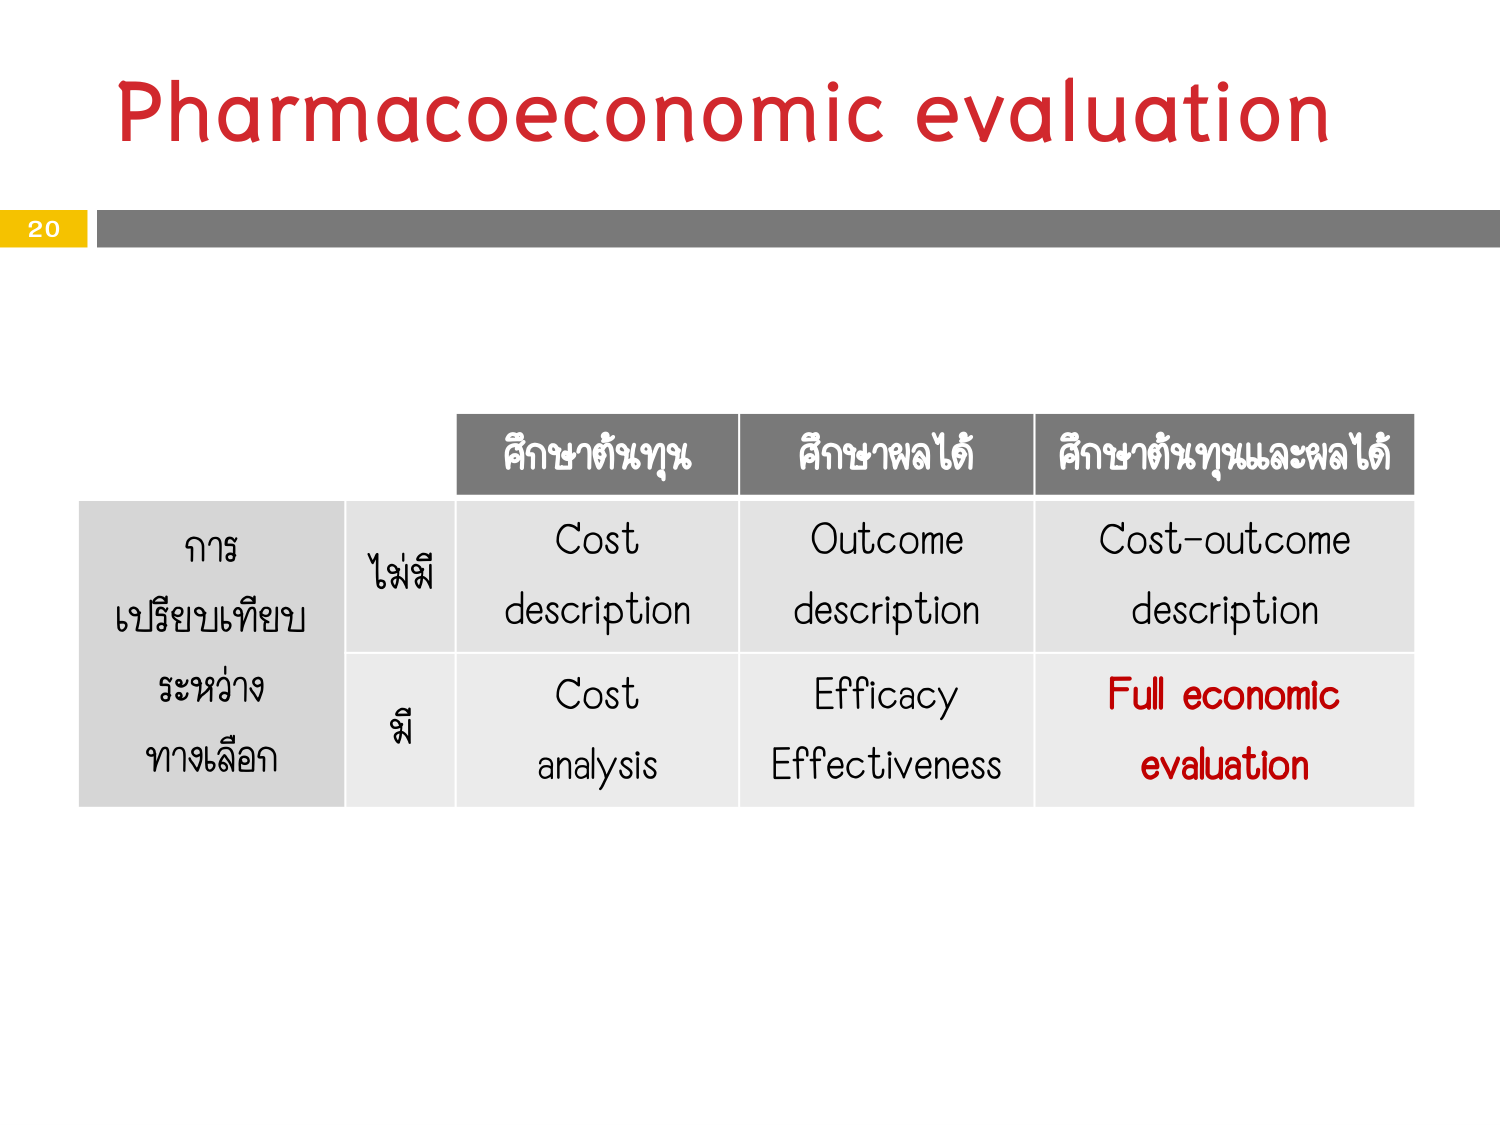 Pharmacoeconomic evaluation
20
ศึกษาต้นทุน ศึกษาผลได้ ศึกษาต้นทุนและผลได้
การ
เปรียบเทียบ
ระหว่าง
ทางเลือก
ไม่มี
Cost
description
Outcome
description
Cost-outcome
description
มี
Cost
analysis
Efficacy
Effectiveness
Full economic
evaluation